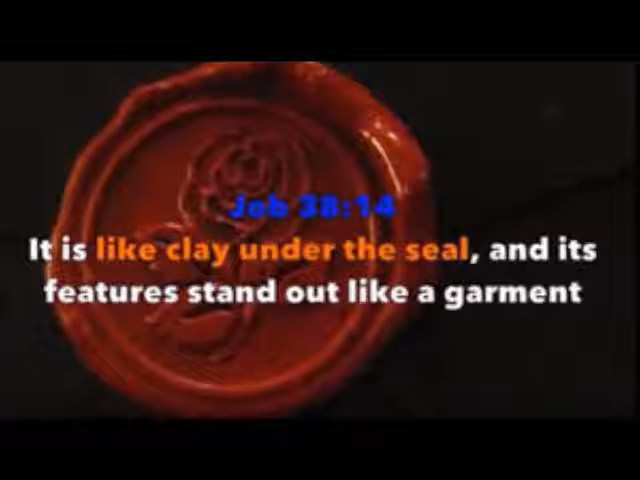 Job 38:14
It is like clay under the seal, and its
features stand out like a garment